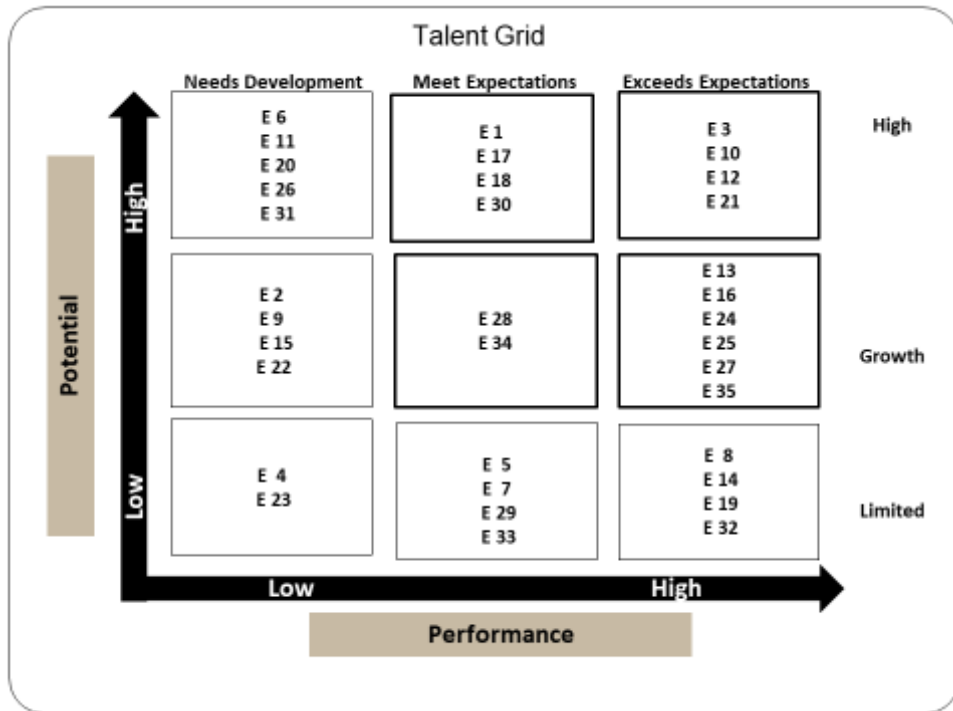 Talent Grid
Needs Development
Meet Expectations
Exceeds Expectations
E 6
E 11
E 20
E 26
E 31
E 1
E 17
E 18
E 30
E 3
E 10
E 12
E 21
High
High
Potential
E 2
E 9
E 15
E 22
E 28
E 34
E 13
E 16
E 24
E 25
E 27
E 35
Growth
Low
E 4
E 23
E 5
E 7
E 29
E 33
E 8
E 14
E 19
E 32
Limited
Low
High
Performance